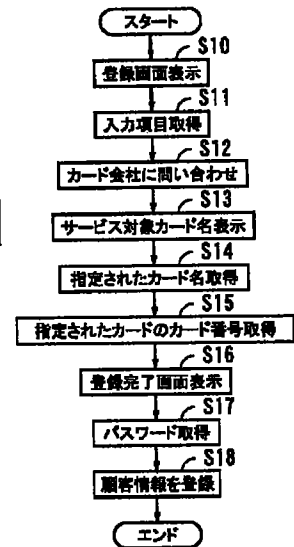 スタート
S10
登録画面表示
S11
入力項目取得
S12
カード会社に問い合わせ
S13
サービス対象カード名表示
S14
指定されたカード名取得
S15
指定されたカードのカード番号取得
S16
登録完了画面表示
S17
パスワード取得
S18
顧客情報を登録
エンド